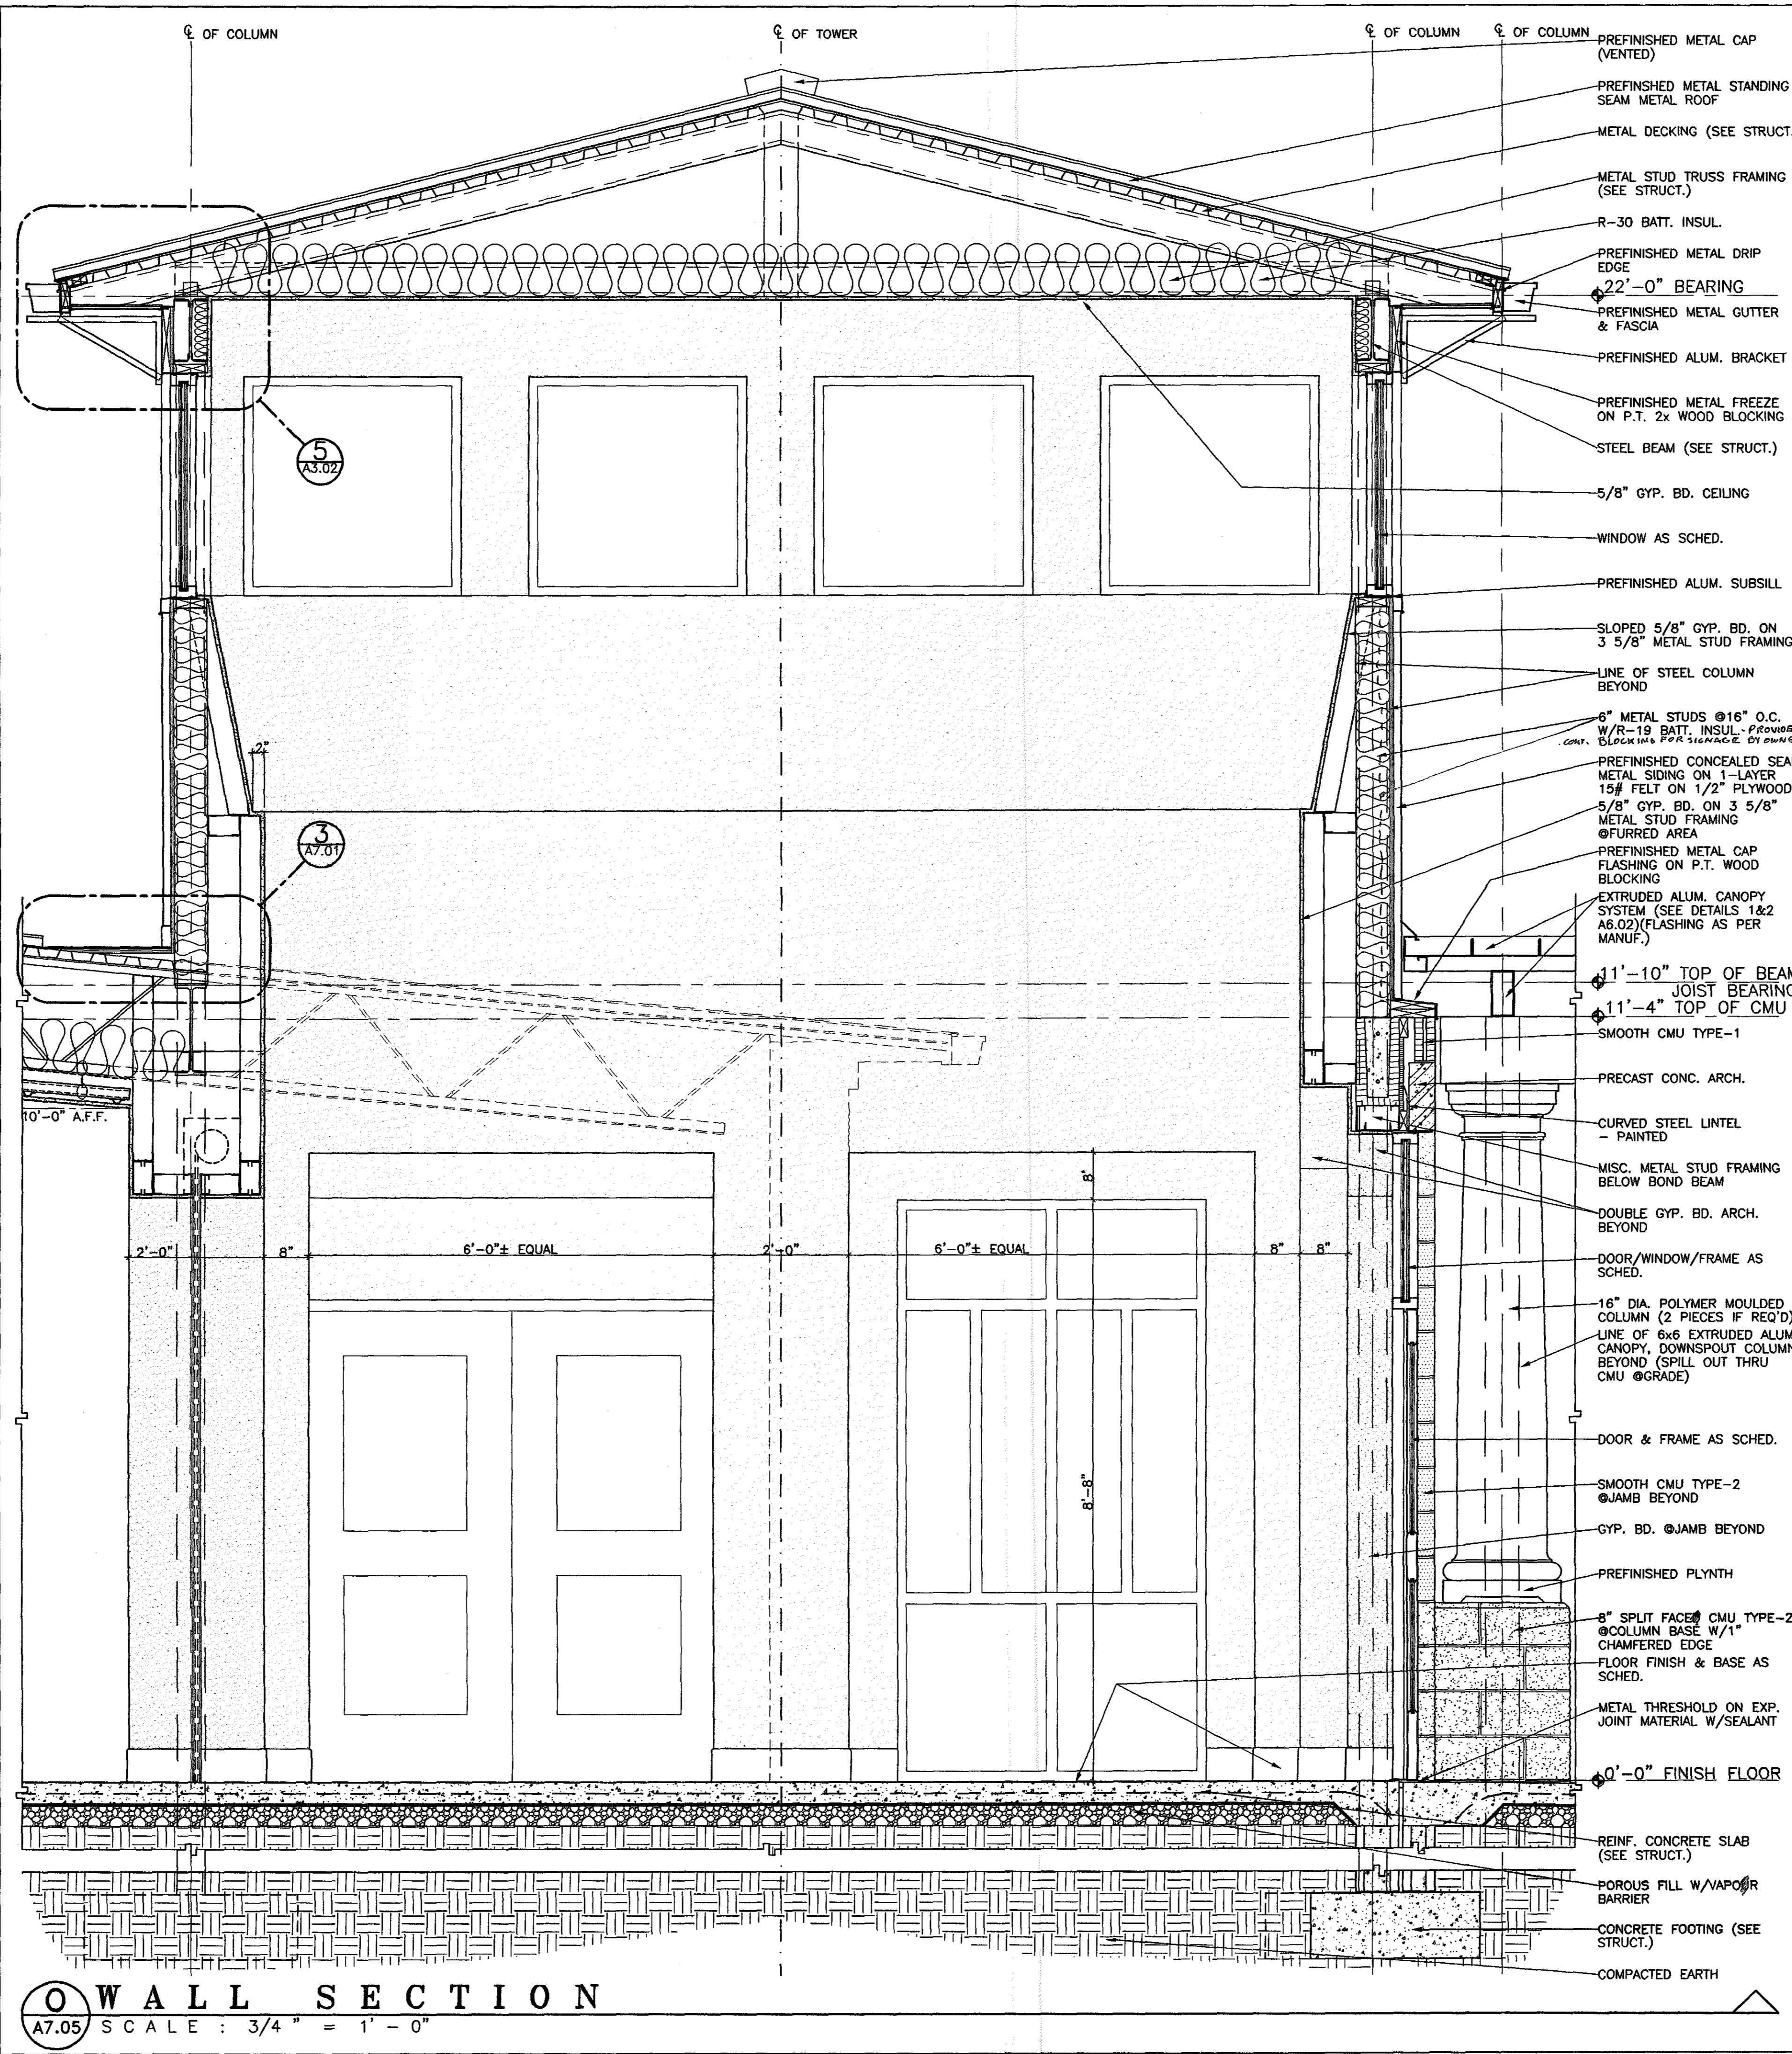 ℄ OF COLUMN
℄ OF TOWER
℄ OF COLUMN
℄ OF COLUMN
PREFINISHED METAL CAP
(VENTED)
PREFINSHED METAL STANDING
SEAM METAL ROOF
METAL DECKING (SEE STRUCT.
METAL STUD TRUSS FRAMING
(SEE STRUCT.)
R-30 BATT. INSUL.
PREFINISHED METAL DRIP
EDGE
22'-0" BEARING
PREFINISHED METAL GUTTER
& FASCIA
PREFINISHED ALUM. BRACKET
PREFINISHED METAL FREEZE
ON P.T. 2x WOOD BLOCKING
STEEL BEAM (SEE STRUCT.)
5/8" GYP. BD. CEILING
WINDOW AS SCHED.
PREFINISHED ALUM. SUBSILL
SLOPED 5/8" GYP. BD. ON
3 5/8" METAL STUD FRAMING
LINE OF STEEL COLUMN
BEYOND
6" METAL STUDS @16" O.C.
W/R-19 BATT. INSUL.-PROVIDE
CONT. BLOCKING FOR SIGNAGE BY OWNE
PREFINISHED CONCEALED SEA
METAL SIDING ON 1-LAYER
15# FELT ON 1/2" PLYWOOD
5/8" GYP. BD. ON 3 5/8"
METAL STUD FRAMING
@FURRED AREA
PREFINISHED METAL CAP
FLASHING ON P.T. WOOD
BLOCKING
EXTRUDED ALUM. CANOPY
SYSTEM (SEE DETAILS 1&2
A6.02)(FLASHING AS PER
MANUF.)
11'-10" TOP OF BEAM
JOIST BEARING
11'-4" TOP OF CMU
SMOOTH CMU TYPE-1
PRECAST CONC. ARCH.
CURVED STEEL LINTEL
- PAINTED
MISC. METAL STUD FRAMING
BELOW BOND BEAM
DOUBLE GYP. BD. ARCH.
BEYOND
DOOR/WINDOW/FRAME AS
SCHED.
16" DIA. POLYMER MOULDED
COLUMN (2 PIECES IF REQ'D)
LINE OF 6x6 EXTRUDED ALUM
CANOPY, DOWNSPOUT COLUMN
BEYOND (SPILL OUT THRU
CMU @GRADE)
DOOR & FRAME AS SCHED.
SMOOTH CMU TYPE-2
@JAMB BEYOND
GYP. BD. @JAMB BEYOND
PREFINISHED PLYNTH
8" SPLIT FACE CMU TYPE-2
@COLUMN BASE W/1"
CHAMFERED EDGE
FLOOR FINISH & BASE AS
SCHED.
METAL THRESHOLD ON EXP.
JOINT MATERIAL W/SEALANT
0'-0" FINISH FLOOR
REINF. CONCRETE SLAB
(SEE STRUCT.)
POROUS FILL W/VAPOR
BARRIER
CONCRETE FOOTING (SEE
STRUCT.)
COMPACTED EARTH
5
A3.02
2"
3
A7.01
10'-0" A.F.F.
8'
2'-0"
8"
6'-0"± EQUAL
2'-0"
6'-0"± EQUAL
8"
8"
8'-8"
O
A7.05
WALL SECTION
SCALE : 3/4" = 1'-0"